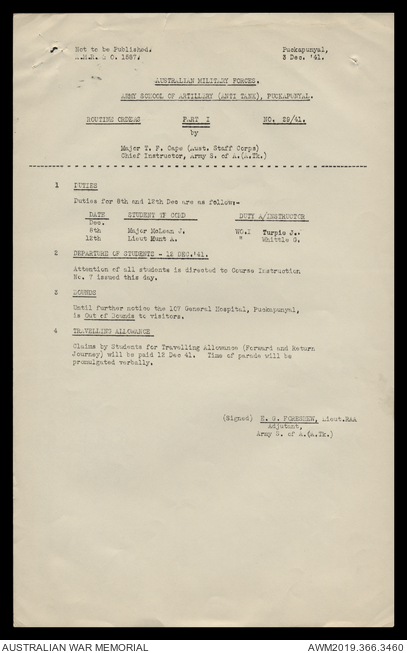 Not to be Published.
A.M.R. & O. 1587.
Puckapunyal,
3 Dec. '41.
AUSTRALIAN MILITARY FORCES.
ARMY SCHOOL OF ARTILLERY (ANTI TANK), PUCKAPUNYAL.
ROUTINE ORDERS PART I NO. 29/41.
by
Major T. F. Cape (Aust. Staff Corps)
Chief Instructor, Army S. of A.(A.Tk.)
1 DUTIES
Duties for 8th and 12th Dec are as follow:-
DATE STUDENT OF CORD DUTY A/INSTRUCTOR
Dec.
8th Major McLean J. WO.2 Turpie J.
12th Lieut Hunt A. " Whittle S.
2 DEPARTURE OF STUDENTS - 12 DEC.'41.
Attention of all students is directed to Course Instruction
No. 7 issued this day.
3 BOUNDS
Until further notice the 107 General Hospital, Puckapunyal,
is Out of Bounds to visitors.
4 TRAVELLING ALLOWANCE
Claims by Students for Travelling Allowance (Forward and Return
Journey) will be paid 12 Dec 41. Time of parade will be
promulgated verbally.
(Signed) Lieut.RAA
Adjutant,
Army S. of A.(A.Tk.)
AUSTRALIAN WAR MEMORIAL
AWM2019.366.3460